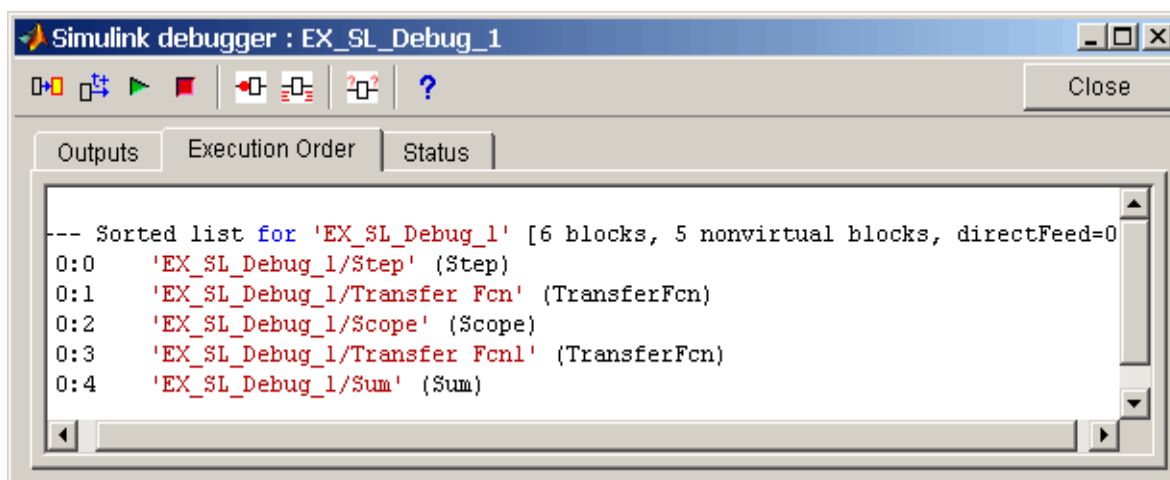 Simulink debugger : EX_SL_Debug_1
Close
Outputs Execution Order Status
--- Sorted list for 'EX_SL_Debug_1' [6 blocks, 5 nonvirtual blocks, directFeed=0
0:0 'EX_SL_Debug_1/Step' (Step)
0:1 'EX_SL_Debug_1/Transfer Fcn' (TransferFcn)
0:2 'EX_SL_Debug_1/Scope' (Scope)
0:3 'EX_SL_Debug_1/Transfer Fcn1' (TransferFcn)
0:4 'EX_SL_Debug_1/Sum' (Sum)